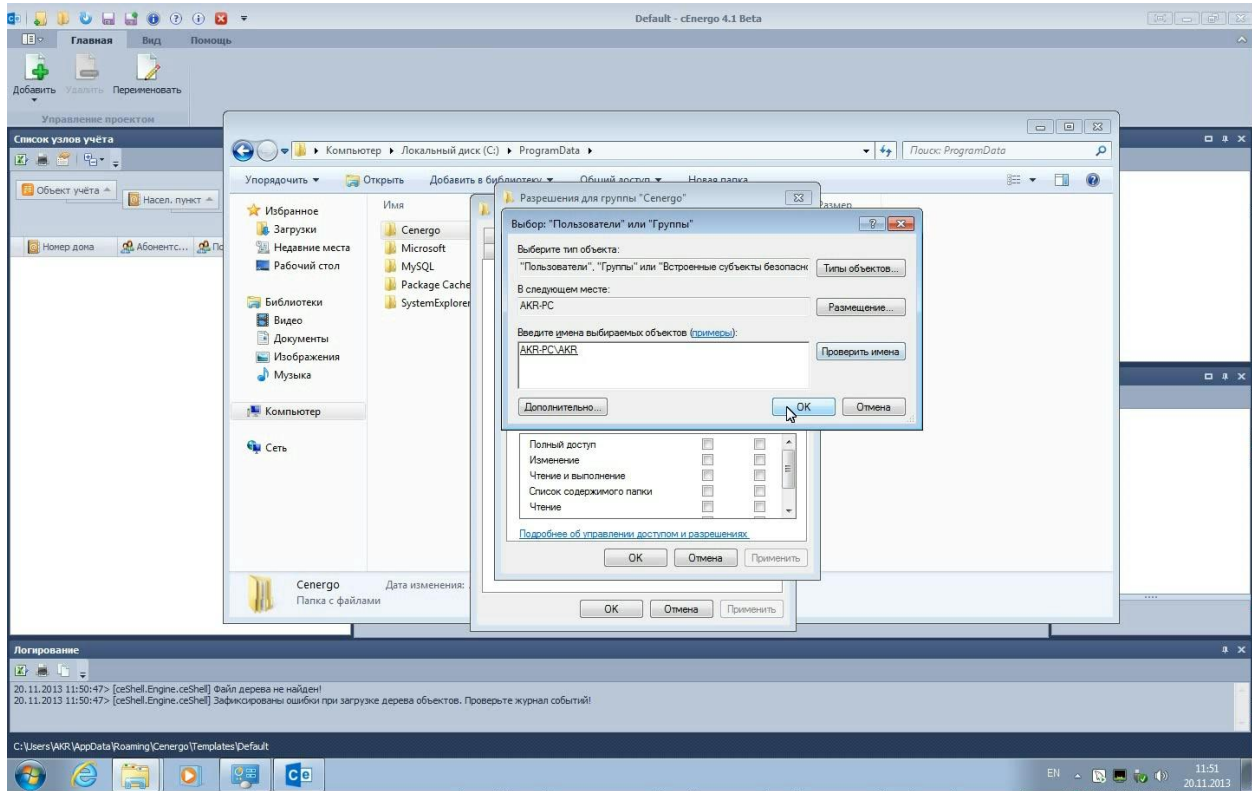 Default - cEnergo 4.1 Beta
Главная Вид Помощь
Добавить Удалить Переименовать
Управление проектом
Список узлов учёта
Объект учёта
Насел. пункт
Номер дома Абонентс... По
Компьютер Локальный диск (C:) ProgramData
Поиск: ProgramData
Упорядочить Открыть Добавить в библиотеку Общий доступ Новая папка
Избранное
Загрузки
Недавние места
Рабочий стол
Библиотеки
Видео
Документы
Изображения
Музыка
Компьютер
Сеть
Имя
Размер
Cenergo
Microsoft
MySQL
Package Cache
SystemExplorer
Разрешения для группы "Cenergo"
Выбор: "Пользователи" или "Группы"
Выберите тип объекта:
"Пользователи", "Группы" или "Встроенные субъекты безопасно
Типы объектов...
В следующем месте:
AKR-PC
Размещение...
Введите имена выбираемых объектов (примеры):
AKR-PC\AKR
Проверить имена
Дополнительно...
OK
Отмена
Полный доступ
Изменение
Чтение и выполнение
Список содержимого папки
Чтение
Подробнее об управлении доступом и разрешениях
OK Отмена Применить
Cenergo Дата изменения:
Папка с файлами
OK Отмена Применить
Логирование
20.11.2013 11:50:47> [ceShell.Engine.ceShell] Файл дерева не найден!
20.11.2013 11:50:47> [ceShell.Engine.ceShell] Зафиксированы ошибки при загрузке дерева объектов. Проверьте журнал событий!
C:\Users\AKR\AppData\Roaming\Cenergo\Templates\Default
Ce
EN
11:51
20.11.2013